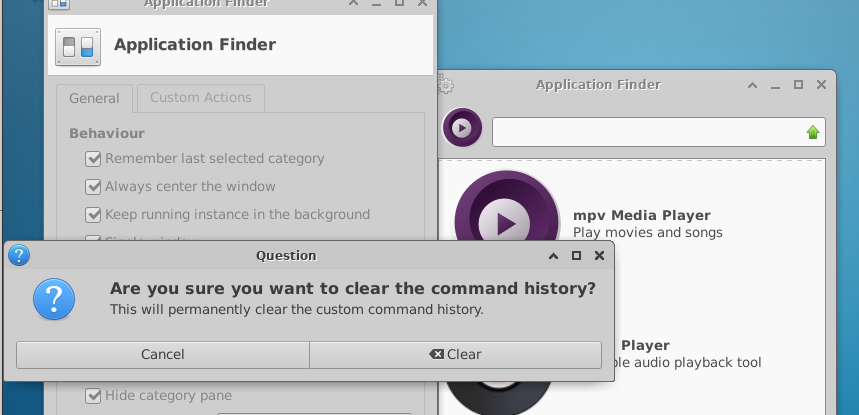 Application Finder
Application Finder
General
Custom Actions
Behaviour
Remember last selected category
Always center the window
Keep running instance in the background
Question
Are you sure you want to clear the command history?
This will permanently clear the custom command history.
Cancel
Clear
Hide category pane
Application Finder
mpv Media Player
Play movies and songs
Player
audio playback tool